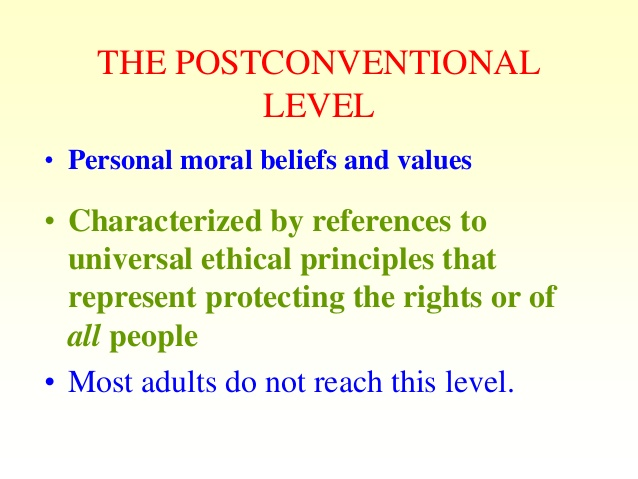 THE POSTCONVENTIONAL
LEVEL
• Personal moral beliefs and values
• Characterized by references to
universal ethical principles that
represent protecting the rights or of
all people
• Most adults do not reach this level.